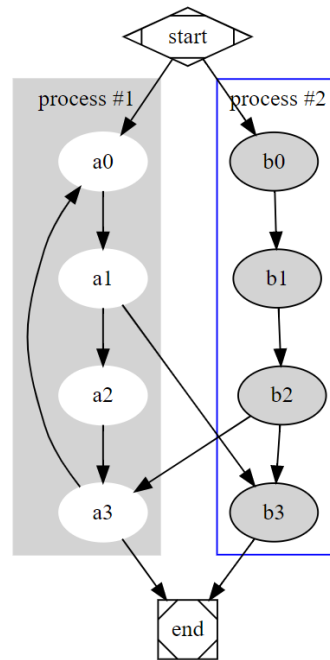 start
process #1
process #2
a0
b0
a1
b1
a2
b2
a3
b3
end